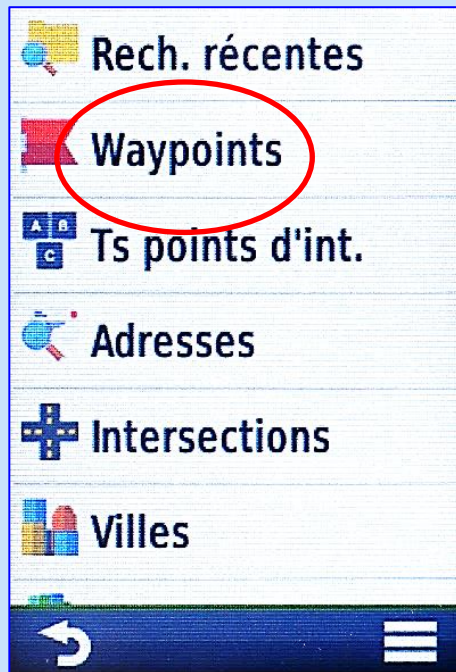 Rech. récentes
Waypoints
A B
C
Ts points d'int.
Adresses
Intersections
Villes